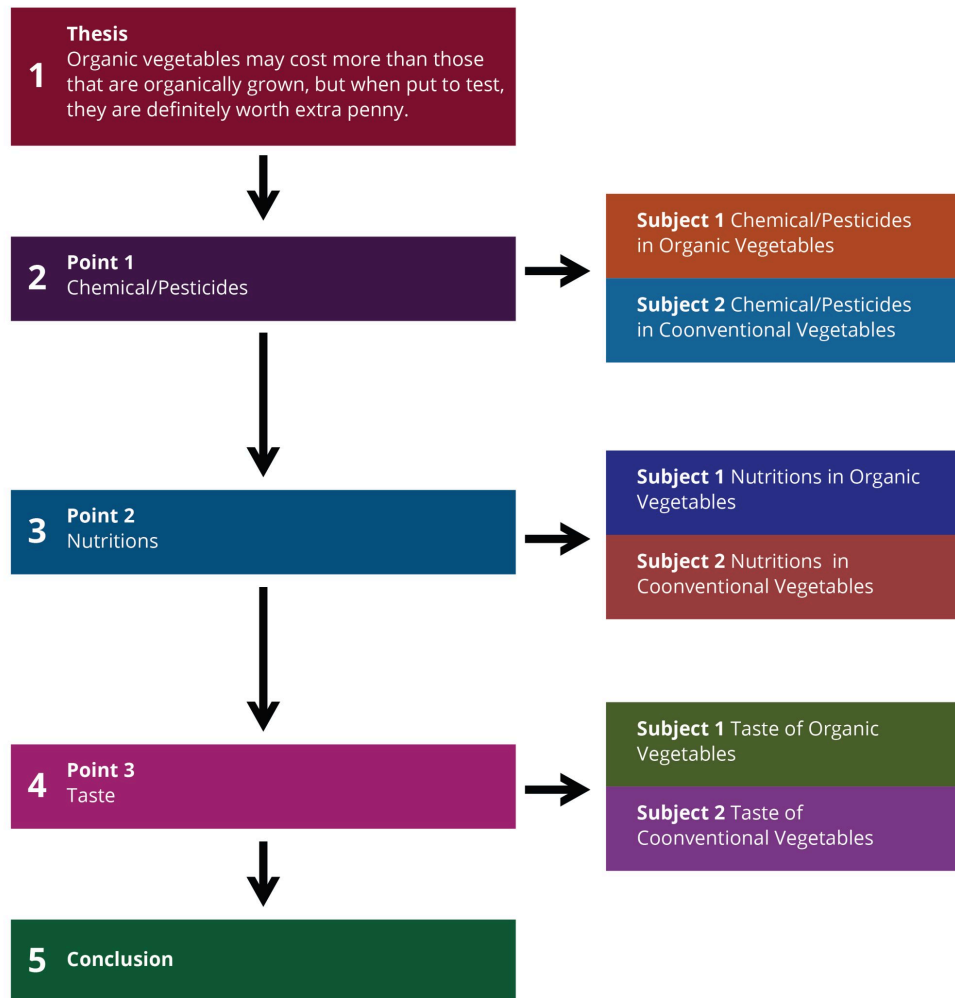 Thesis
1
Organic vegetables may cost more than those
that are organically grown, but when put to test,
they are definitely worth extra penny.
2
Point 1
Chemical/Pesticides
Subject 1 Chemical/Pesticides
in Organic Vegetables
Subject 2 Chemical/Pesticides
in Coonventional Vegetables
3
Point 2
Nutritions
Subject 1 Nutritions in Organic
Vegetables
Subject 2 Nutritions in
Coonventional Vegetables
4
Point 3
Taste
Subject 1 Taste of Organic
Vegetables
Subject 2 Taste of
Coonventional Vegetables
5 Conclusion